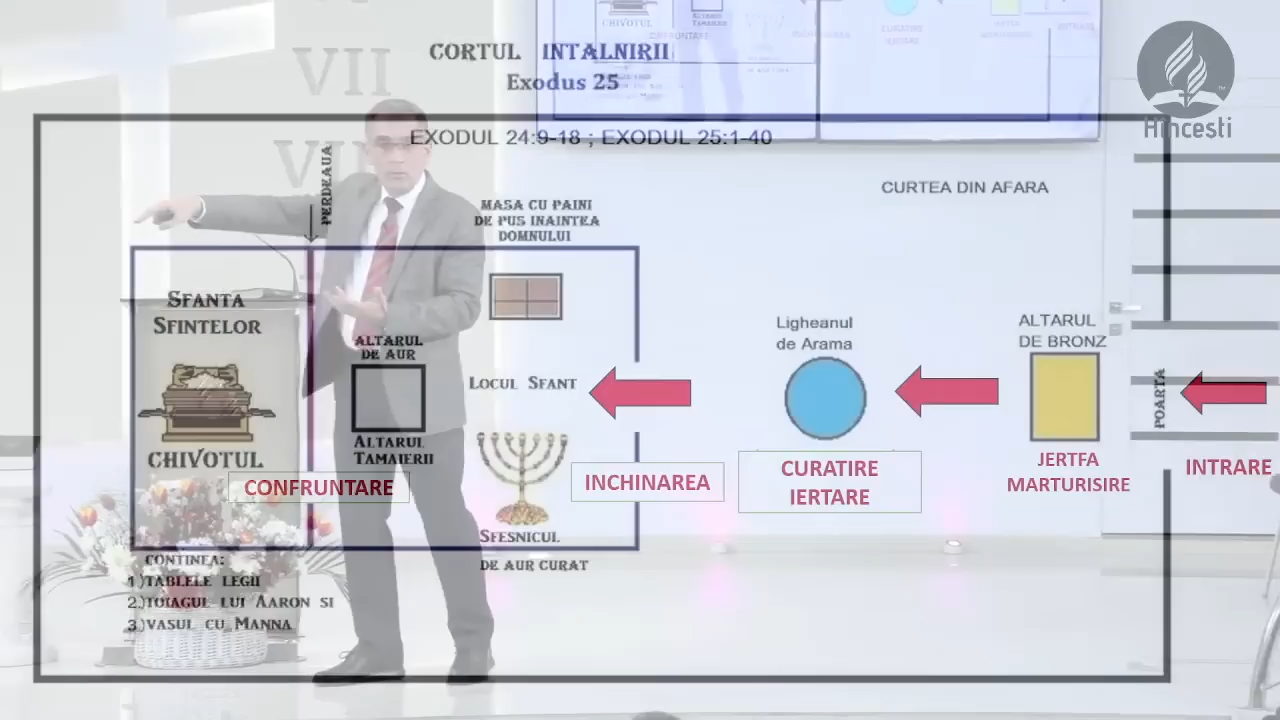 VII
CORTUL INTALNIRII
Exodus 25
Hîncești
EXODUL 24:9-18 ; EXODUL 25:1-40
PERDEAUA
CURTEA DIN AFARA
MASA CU PAINI
DE PUS INAINTEA
DOMNULUI
SFANTA
SFINTELOR
ALTARUL
DE AUR
LOCUL SFANT
Ligheanul
de Arama
ALTARUL
DE BRONZ
POARTA
CHIVOTUL
ALTARUL
TAMAIERII
CONFRUNTARE
INCHINAREA
CURATIRE
IERTARE
JERTFA
MARTURISIRE
INTRARE
SFESNICUL
DE AUR CURAT
CONTINEA:
1.)TABLELE LEGII
2.)TOIAGUL LUI AARON SI
3.)VASUL CU MANNA
CHIVOTUL